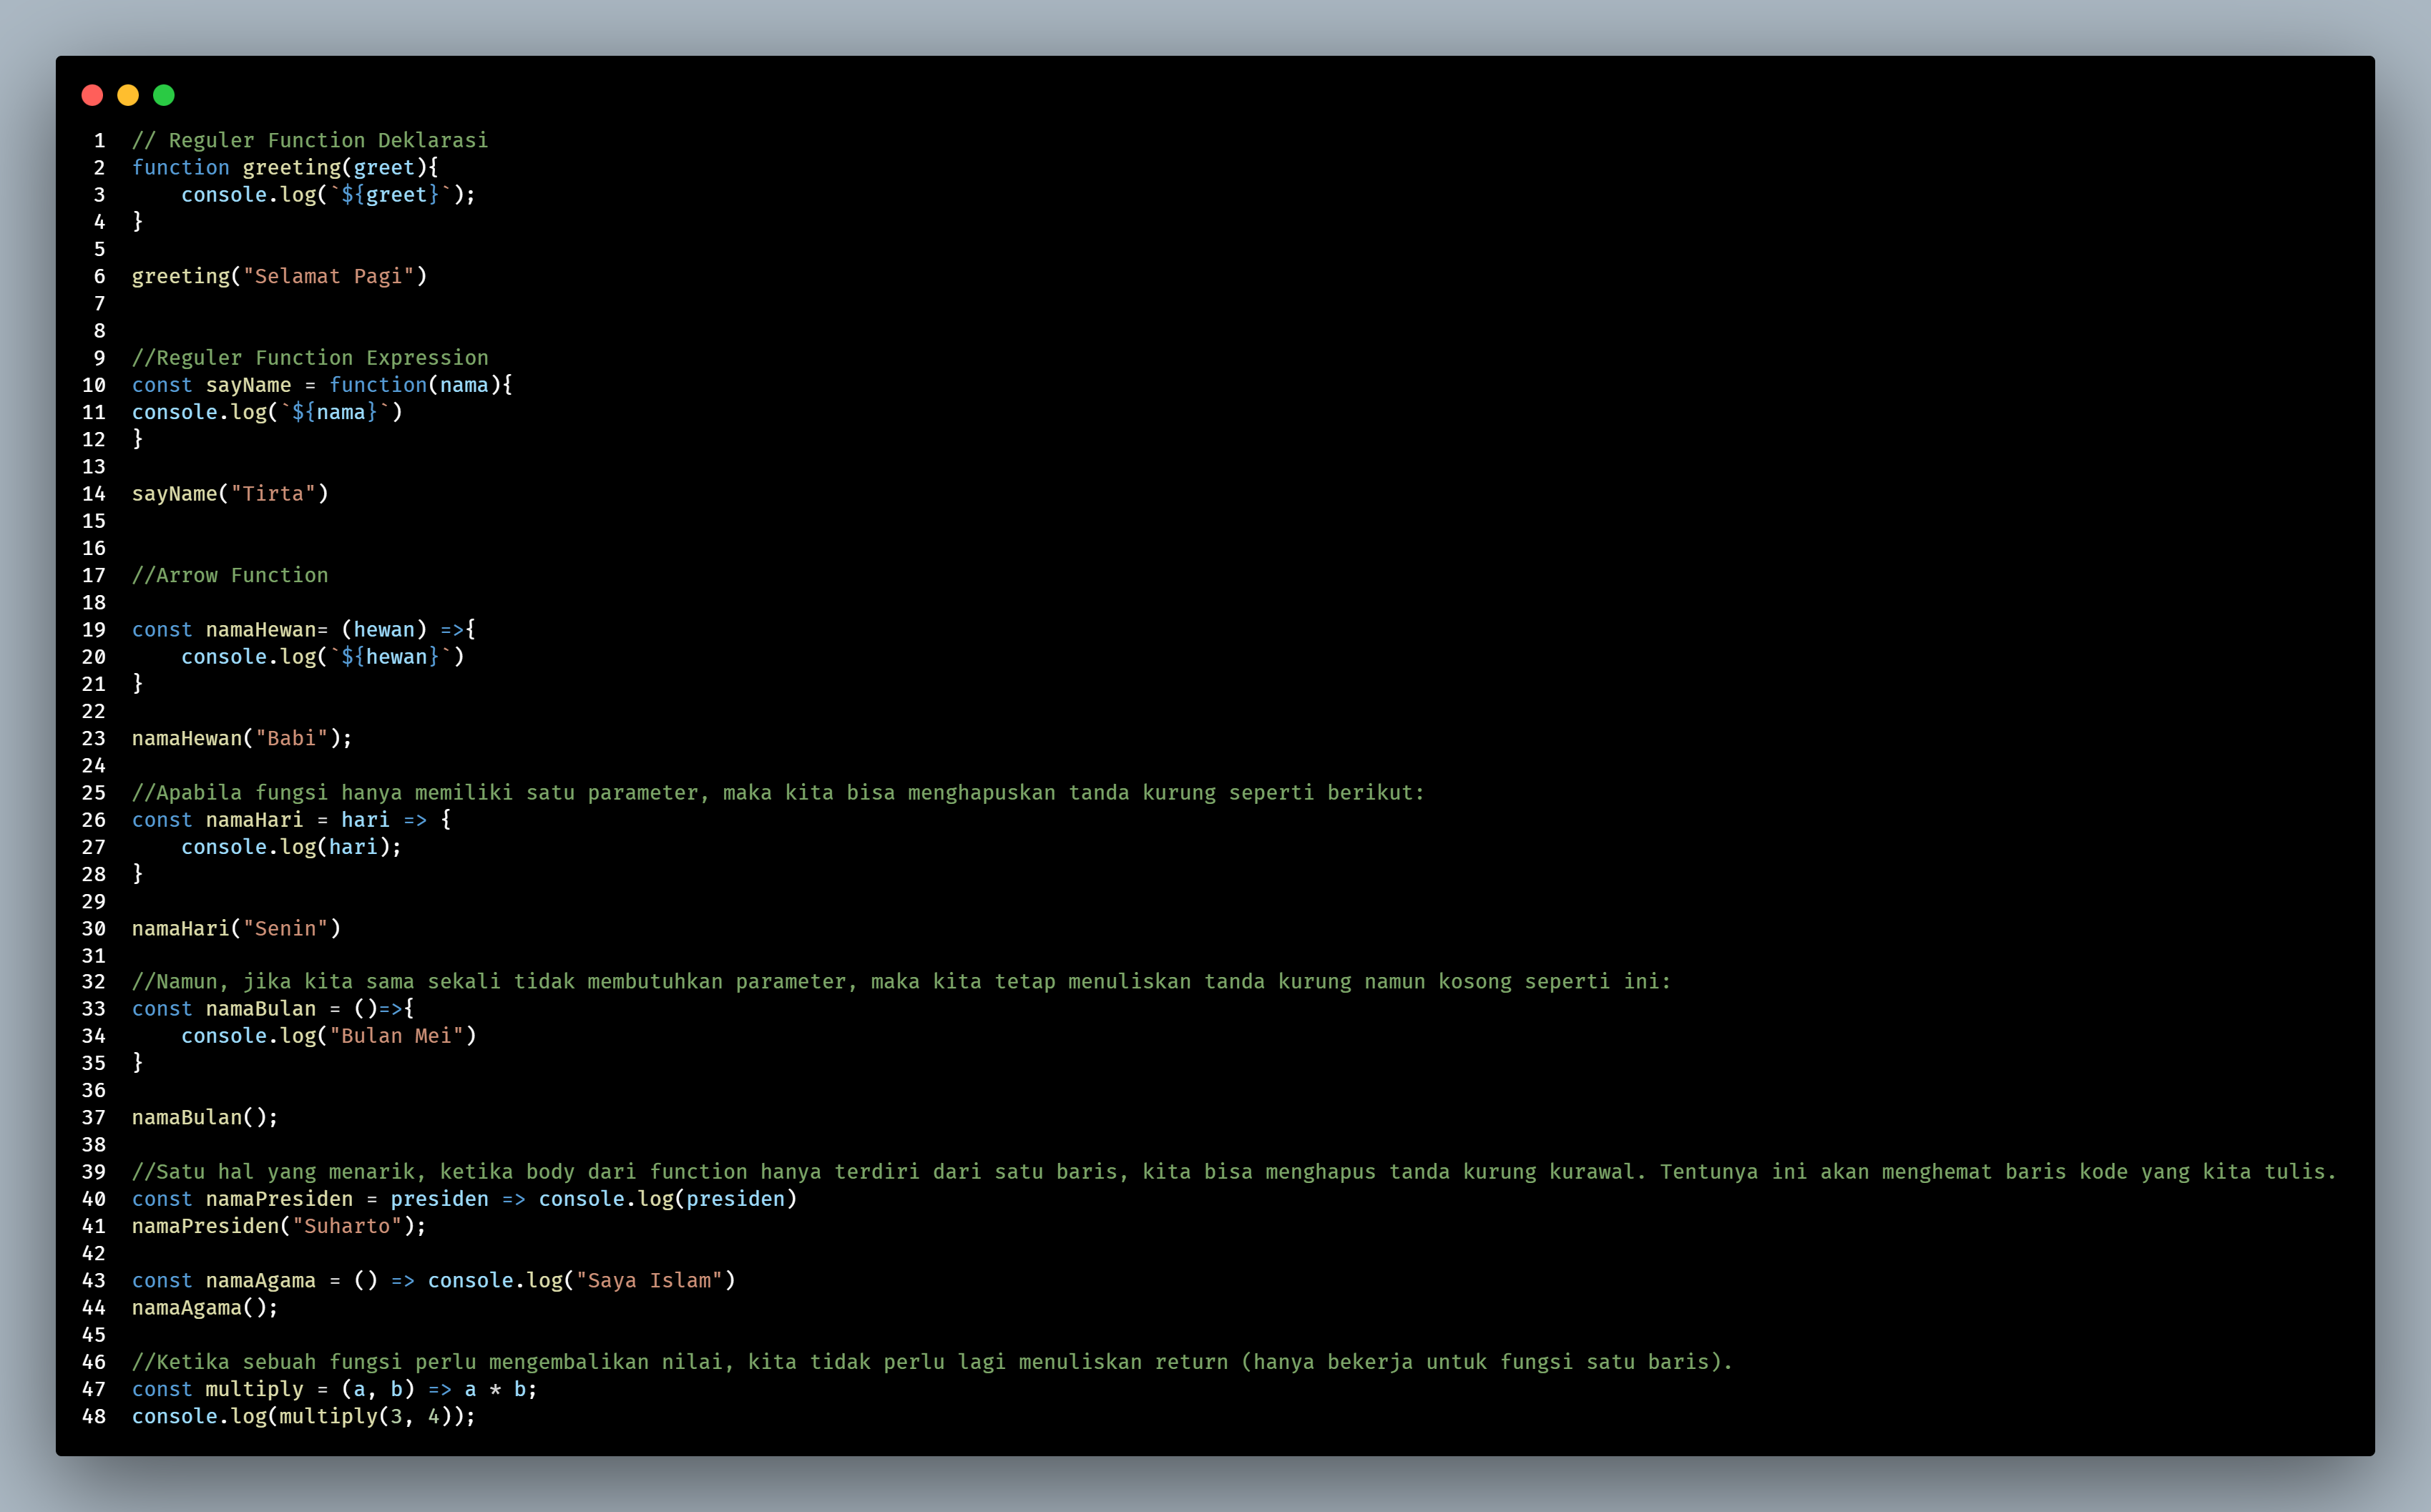 1 // Reguler Function Deklarasi
2 function greeting(greet){
3     console.log(`${greet}`);
4 }
5
6 greeting("Selamat Pagi")
7
8
9 //Reguler Function Expression
10 const sayName = function(nama){
11 console.log(`${nama}`)
12 }
13
14 sayName("Tirta")
15
16
17 //Arrow Function
18
19 const namaHewan= (hewan) =>{
20     console.log(`${hewan}`)
21 }
22
23 namaHewan("Babi");
24
25 //Apabila fungsi hanya memiliki satu parameter, maka kita bisa menghapuskan tanda kurung seperti berikut:
26 const namaHari = hari => {
27     console.log(hari);
28 }
29
30 namaHari("Senin")
31
32 //Namun, jika kita sama sekali tidak membutuhkan parameter, maka kita tetap menuliskan tanda kurung namun kosong seperti ini:
33 const namaBulan = ()=>{
34     console.log("Bulan Mei")
35 }
36
37 namaBulan();
38
39 //Satu hal yang menarik, ketika body dari function hanya terdiri dari satu baris, kita bisa menghapus tanda kurung kurawal. Tentunya ini akan menghemat baris kode yang kita tulis.
40 const namaPresiden = presiden => console.log(presiden)
41 namaPresiden("Suharto");
42
43 const namaAgama = () => console.log("Saya Islam")
44 namaAgama();
45
46 //Ketika sebuah fungsi perlu mengembalikan nilai, kita tidak perlu lagi menuliskan return (hanya bekerja untuk fungsi satu baris).
47 const multiply = (a, b) => a * b;
48 console.log(multiply(3, 4));